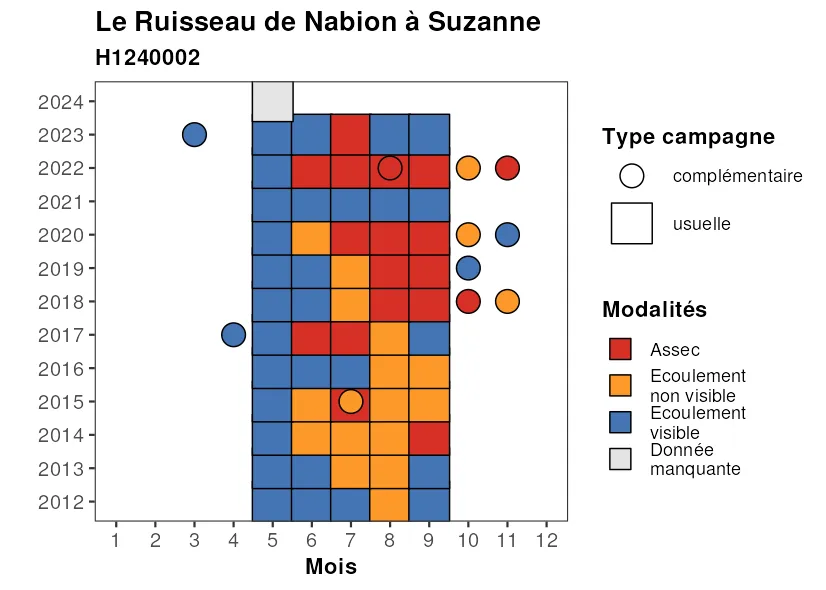 Le Ruisseau de Nabion à Suzanne
H1240002
2024
2023
2022
2021
2020
2019
2018
2017
2016
2015
2014
2013
2012
1 2 3 4 5 6 7 8 9 10 11 12
Mois
Type campagne
complémentaire
usuelle
Modalités
Assec
Ecoulement
non visible
Ecoulement
visible
Donnée
manquante